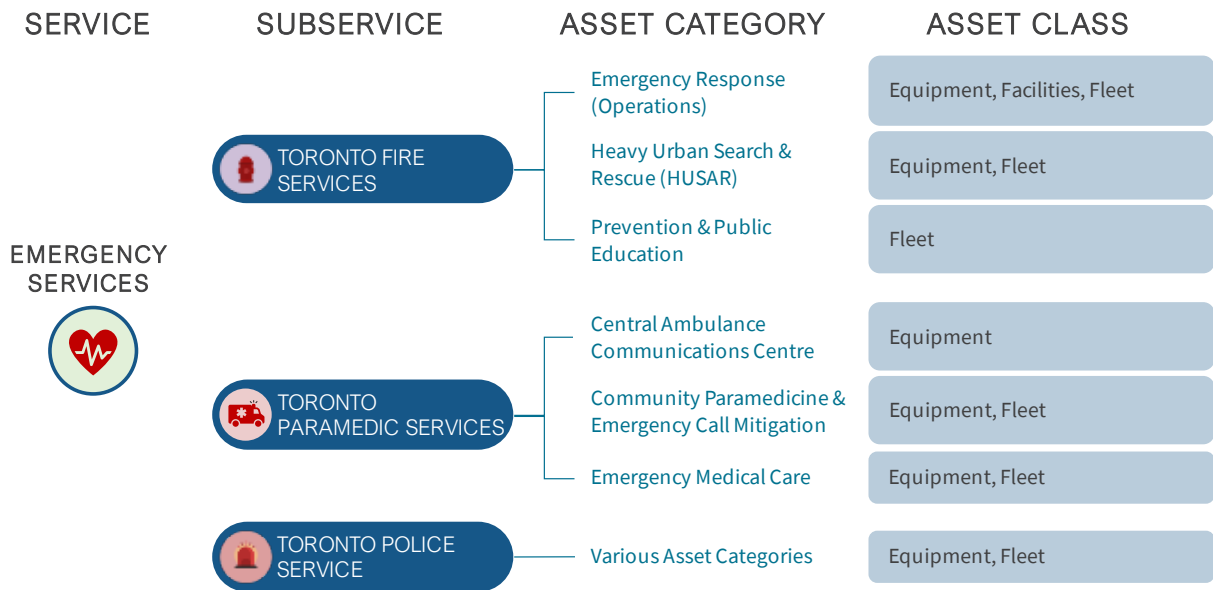 SERVICE
SUBSERVICE
ASSET CATEGORY
ASSET CLASS
EMERGENCY
SERVICES
TORONTO FIRE
SERVICES
Emergency Response
(Operations)
Equipment, Facilities, Fleet
Heavy Urban Search &
Rescue (HUSAR)
Equipment, Fleet
Prevention & Public
Education
Fleet
TORONTO
PARAMEDIC SERVICES
Central Ambulance
Communications Centre
Equipment
Community Paramedicine &
Emergency Call Mitigation
Equipment, Fleet
Emergency Medical Care
Equipment, Fleet
TORONTO POLICE
SERVICE
Various Asset Categories
Equipment, Fleet